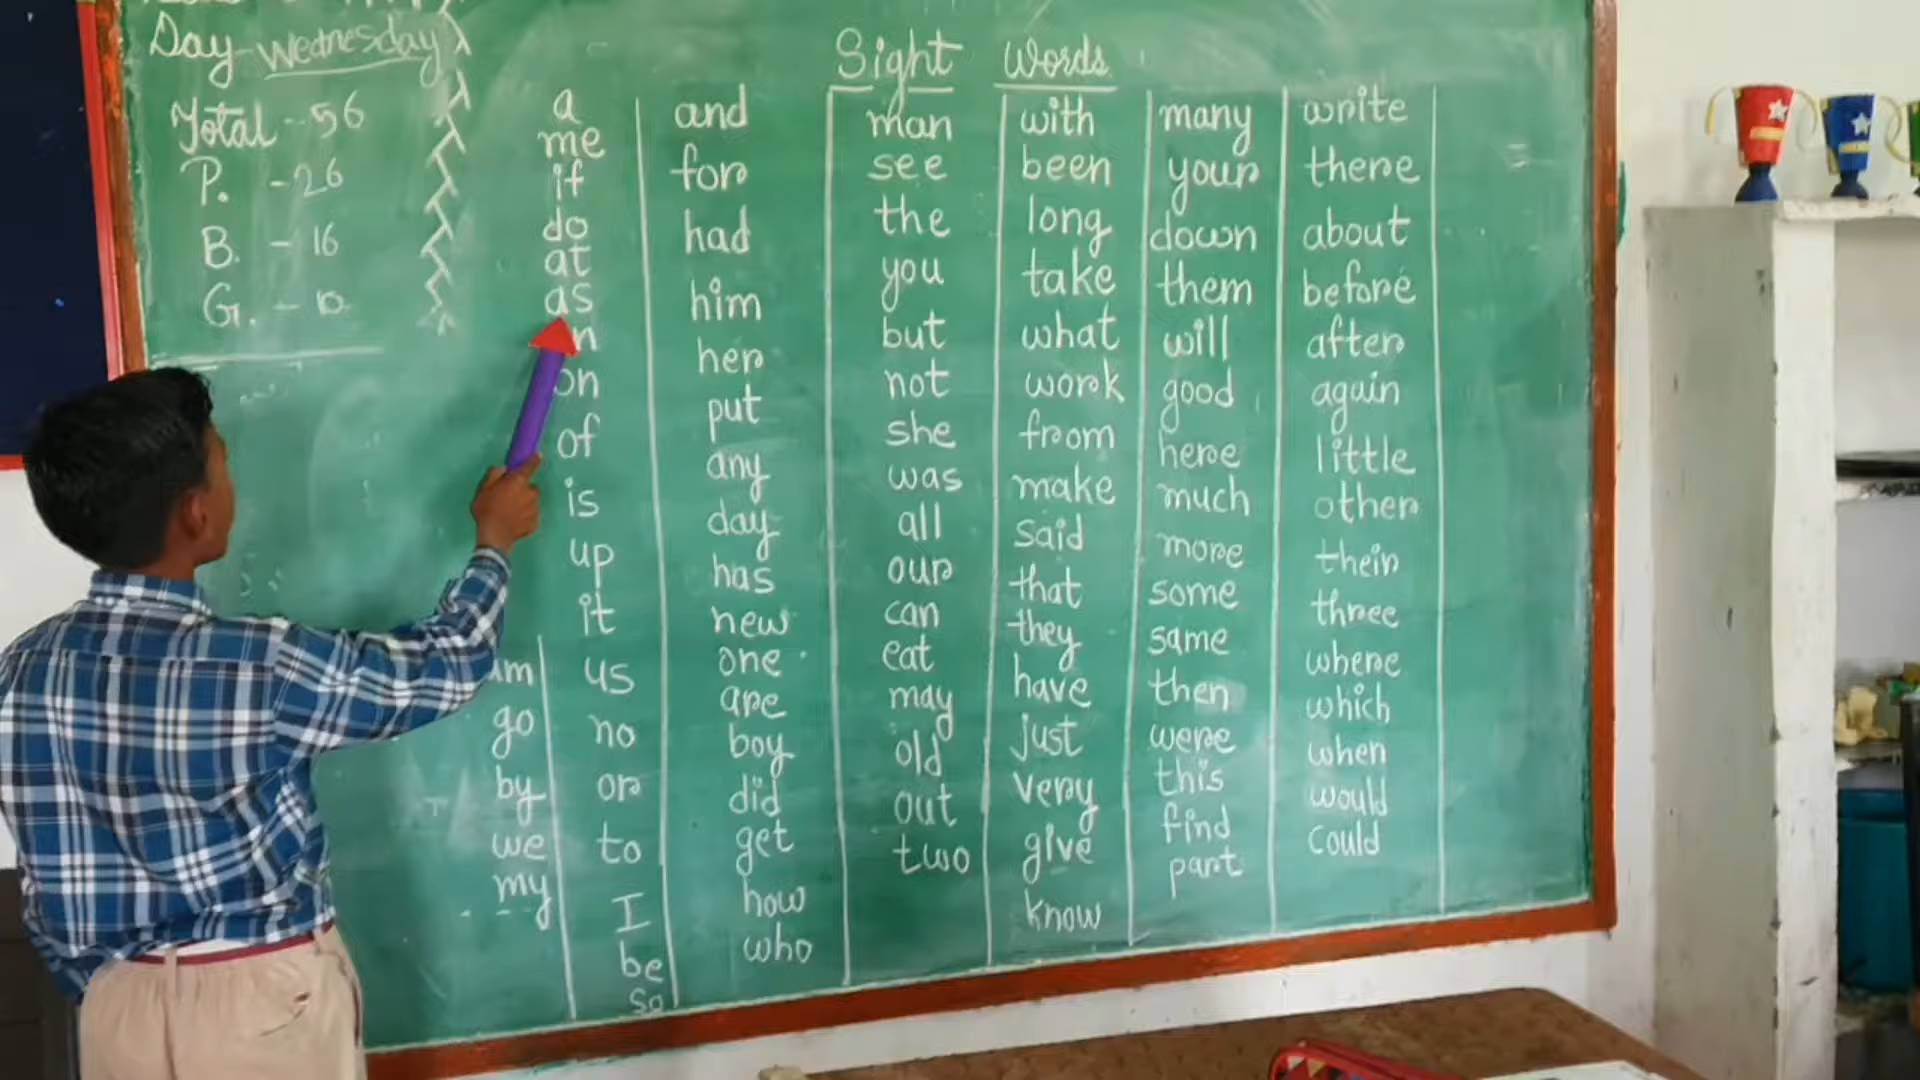 Day - Wednesday
Total - 56
P. - 26
B. - 16
G. - 10
Sight Words
a
me
if
do
at
as
on
of
is
up
it
us
no
or
to
I
be
so
am
go
by
we
my
and
for
had
him
her
put
any
day
has
new
one
are
boy
did
get
how
who
man
see
the
you
but
not
she
was
all
our
can
eat
may
old
out
two
with
been
long
take
what
work
from
make
said
that
they
have
just
very
give
know
many
your
down
them
will
good
here
much
more
some
same
then
were
this
find
part
write
there
about
before
after
again
little
other
their
three
where
which
when
would
could